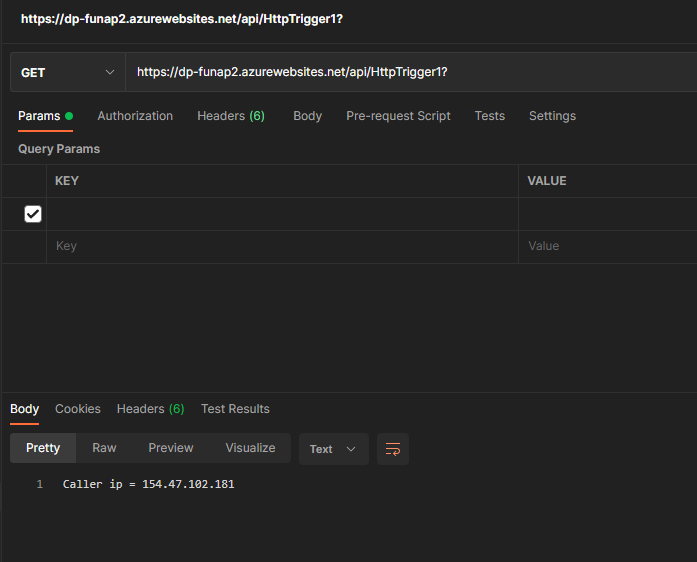 https://dp-funap2.azurewebsites.net/api/HttpTrigger1?
GET https://dp-funap2.azurewebsites.net/api/HttpTrigger1?
Params Authorization Headers (6) Body Pre-request Script Tests Settings
Query Params
KEY VALUE
Key Value
Body Cookies Headers (6) Test Results
Pretty Raw Preview Visualize Text
1 Caller ip = 154.47.102.181